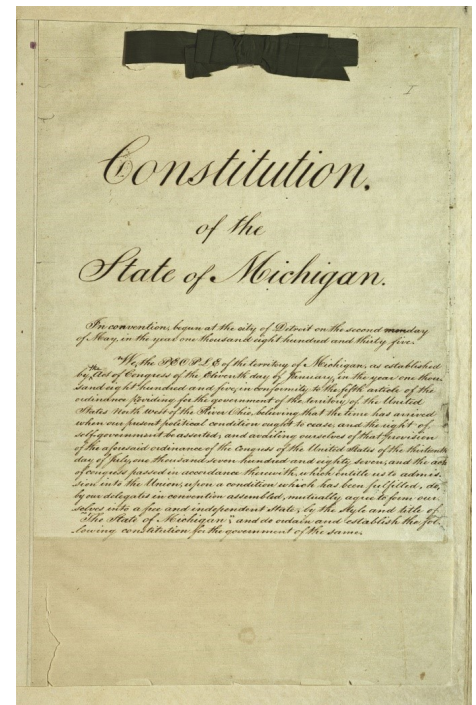 I
Constitution.
of the
State of Michigan.
In convention, begun at the city of Detroit on the second monday
of May, in the year one thousand eight hundred and thirty five.
"We, the PEOPLE of the territory of Michigan, as established
by the Act of Congress of the Eleventh day of January, in the year one thou-
sand eight hundred and five, in conformity to the fifth article of the
ordinance providing for the government of the territory of the United
States North West of the River Ohio, believing that the time has arrived
when our present political condition ought to cease, and the right of
self-government be asserted; and availing ourselves of that provision
of the aforesaid ordinance of the congress of the United States of the thirteenth
day of July, one thousand seven hundred and eighty seven, and the acts
of congress passed in accordance therewith, which entitle us to admis-
sion into the Union, upon a condition which has been fulfilled, do,
by our delegates in convention assembled, mutually agree to form our-
selves into a free and independent state, by the style and title of
"The State of Michigan", and do ordain and establish the fol-
lowing constitution for the government of the same.